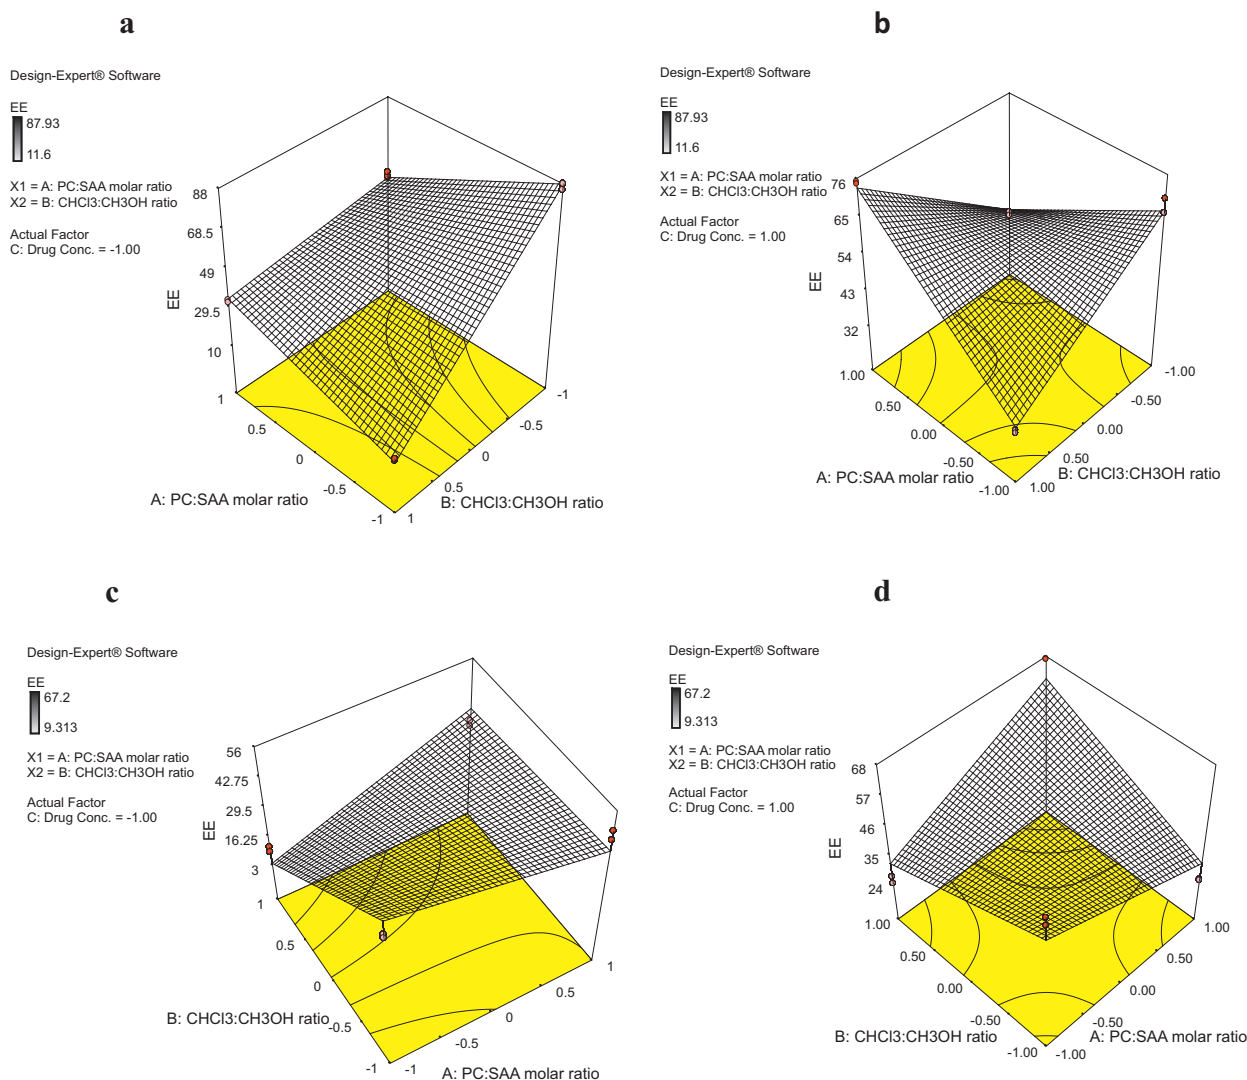 a
Design-Expert® Software
EE
87.93
11.6
X1 = A: PC:SAA molar ratio
X2 = B: CHCl3:CH3OH ratio
Actual Factor
C: Drug Conc. = -1.00
88
68.5
49
29.5
10
EE
1
0.5
0
-0.5
-1
A: PC:SAA molar ratio
1
0.5
0
-0.5
-1
B: CHCl3:CH3OH ratio
b
Design-Expert® Software
EE
87.93
11.6
X1 = A: PC:SAA molar ratio
X2 = B: CHCl3:CH3OH ratio
Actual Factor
C: Drug Conc. = 1.00
76
65
54
43
32
EE
1.00
0.50
0.00
-0.50
-1.00
A: PC:SAA molar ratio
1.00
0.50
0.00
-0.50
-1.00
B: CHCl3:CH3OH ratio
c
Design-Expert® Software
EE
67.2
9.313
X1 = A: PC:SAA molar ratio
X2 = B: CHCl3:CH3OH ratio
Actual Factor
C: Drug Conc. = -1.00
56
42.75
29.5
16.25
3
EE
1
0.5
0
-0.5
-1
B: CHCl3:CH3OH ratio
-1
-0.5
0
0.5
1
A: PC:SAA molar ratio
d
Design-Expert® Software
EE
67.2
9.313
X1 = A: PC:SAA molar ratio
X2 = B: CHCl3:CH3OH ratio
Actual Factor
C: Drug Conc. = 1.00
68
57
46
35
24
EE
1.00
0.50
0.00
-0.50
-1.00
B: CHCl3:CH3OH ratio
-1.00
-0.50
0.00
0.50
1.00
A: PC:SAA molar ratio